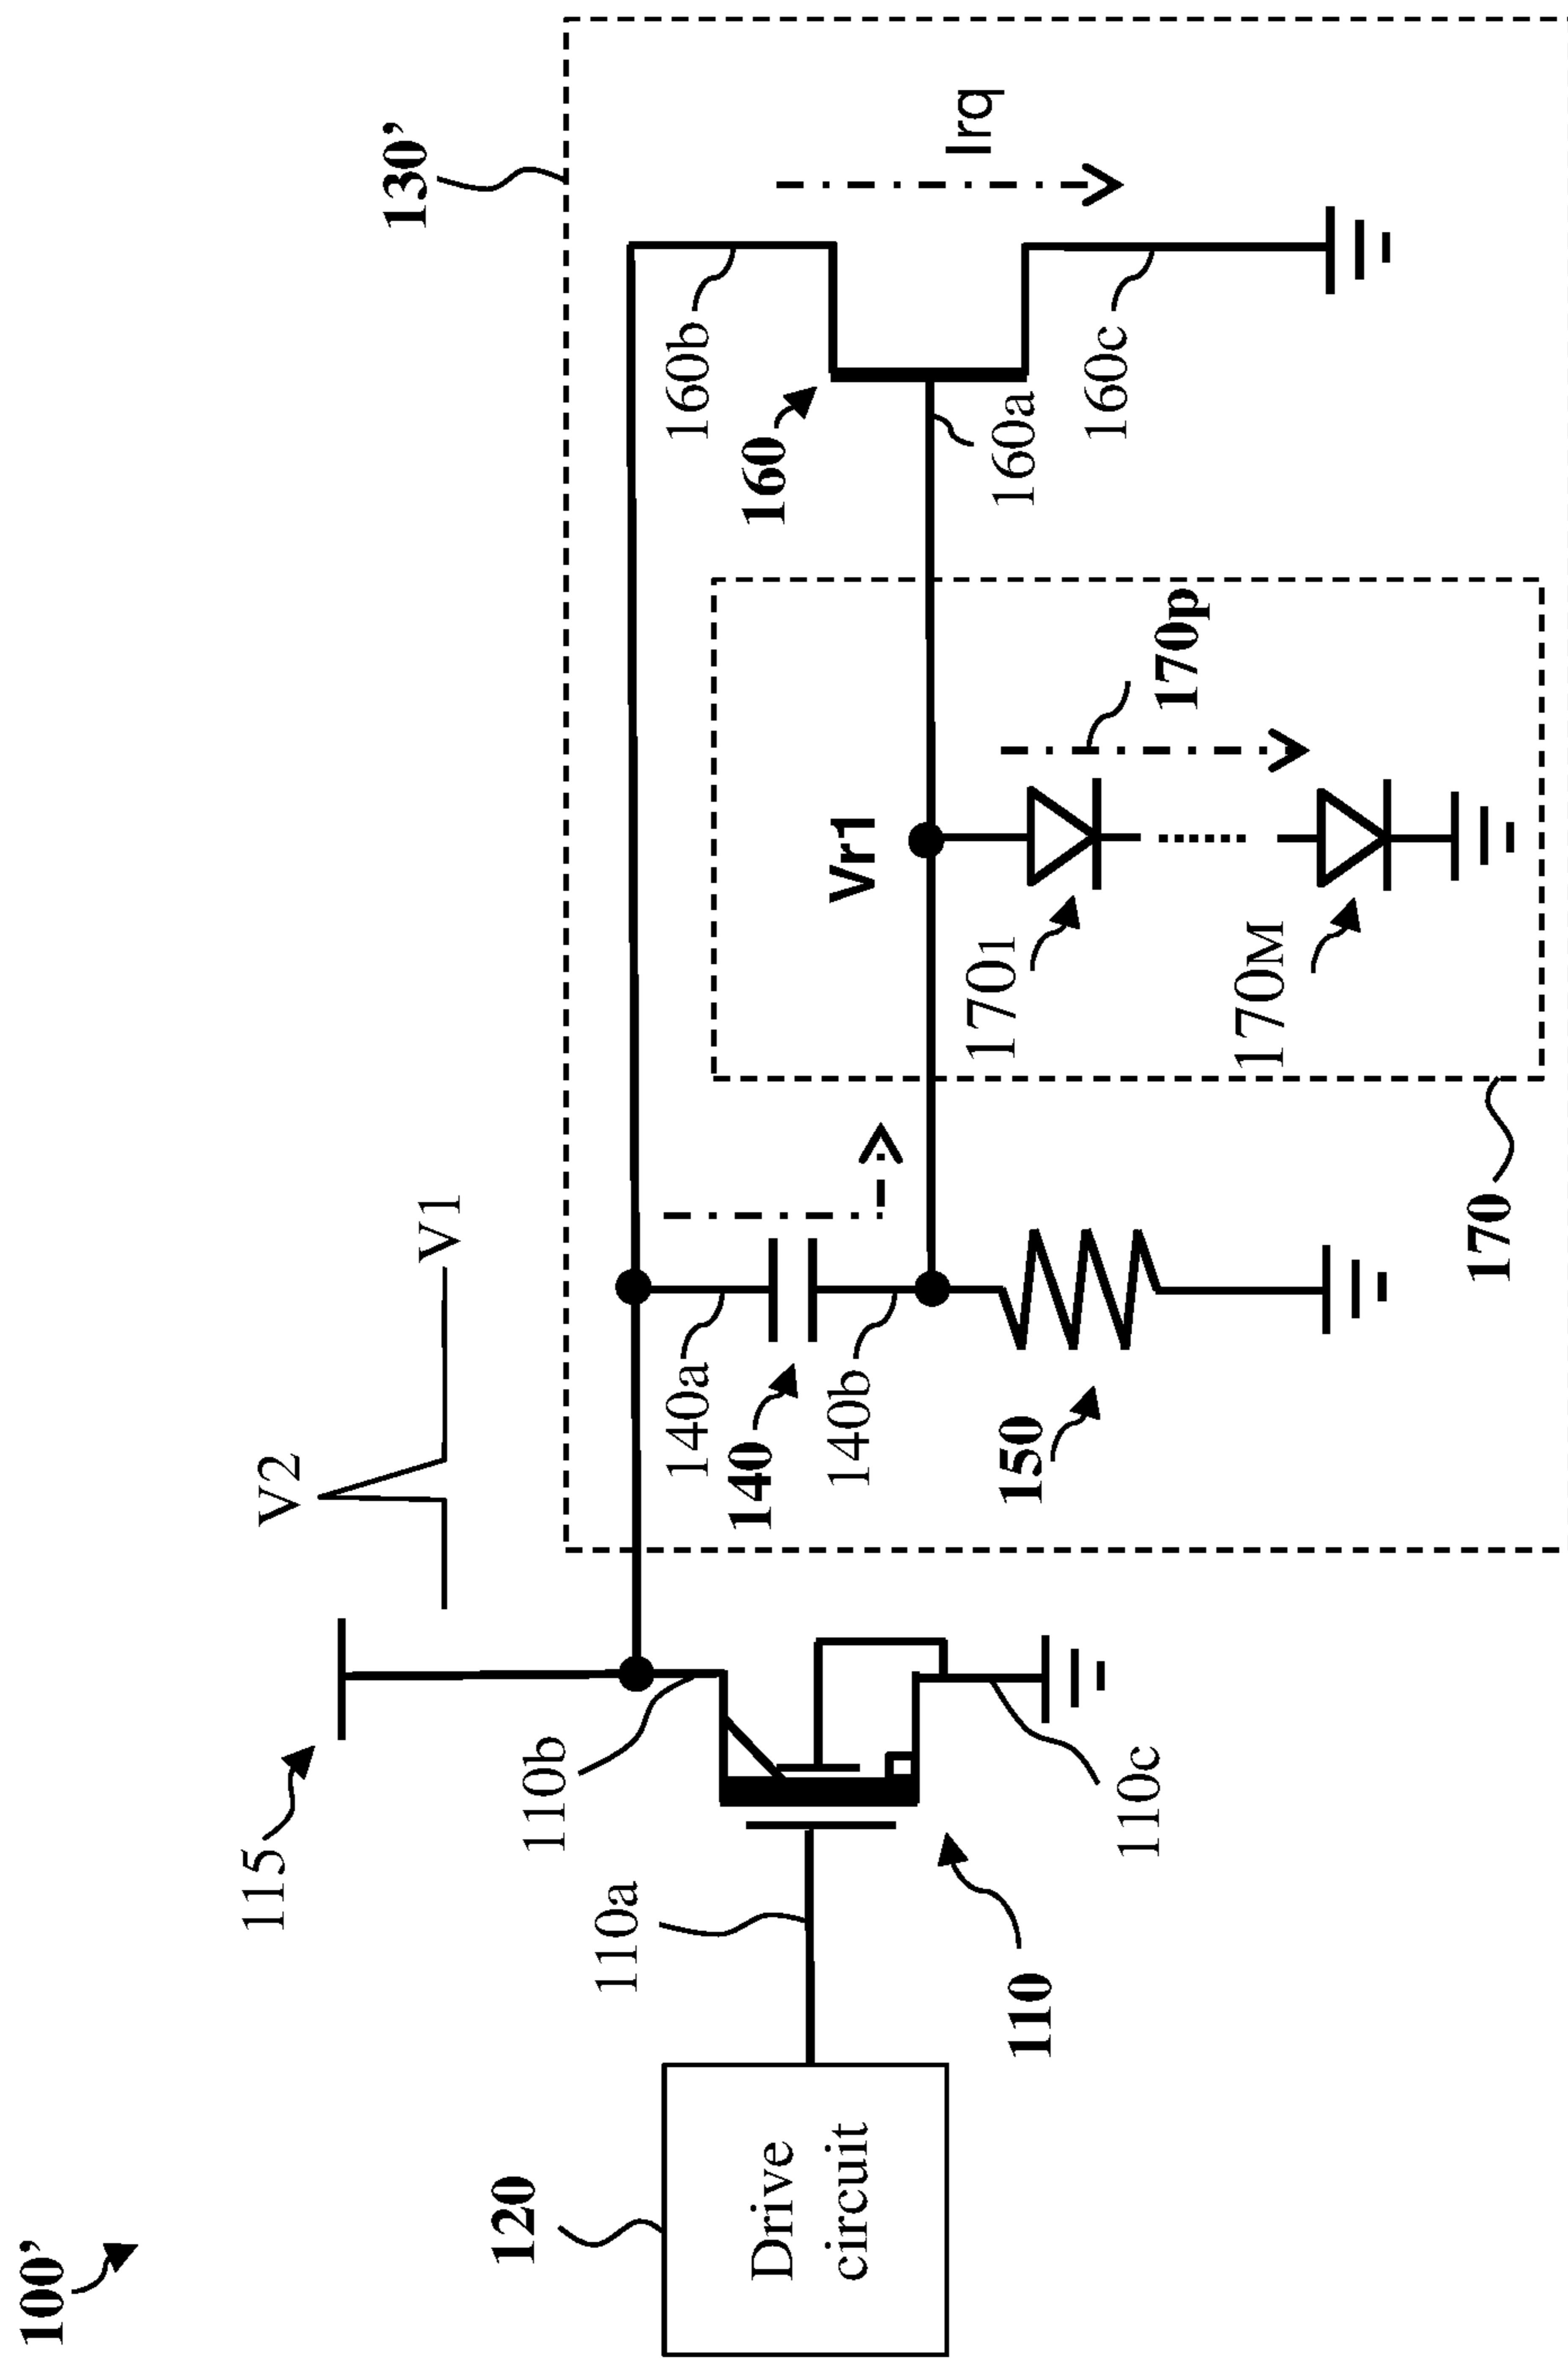 100'
120
Drive
circuit
115
110a
110b
110
110c
V2
V1
130'
140a
140
140b
150
170
Vr1
1701
170M
170p
160
160a
160b
160c
Irq